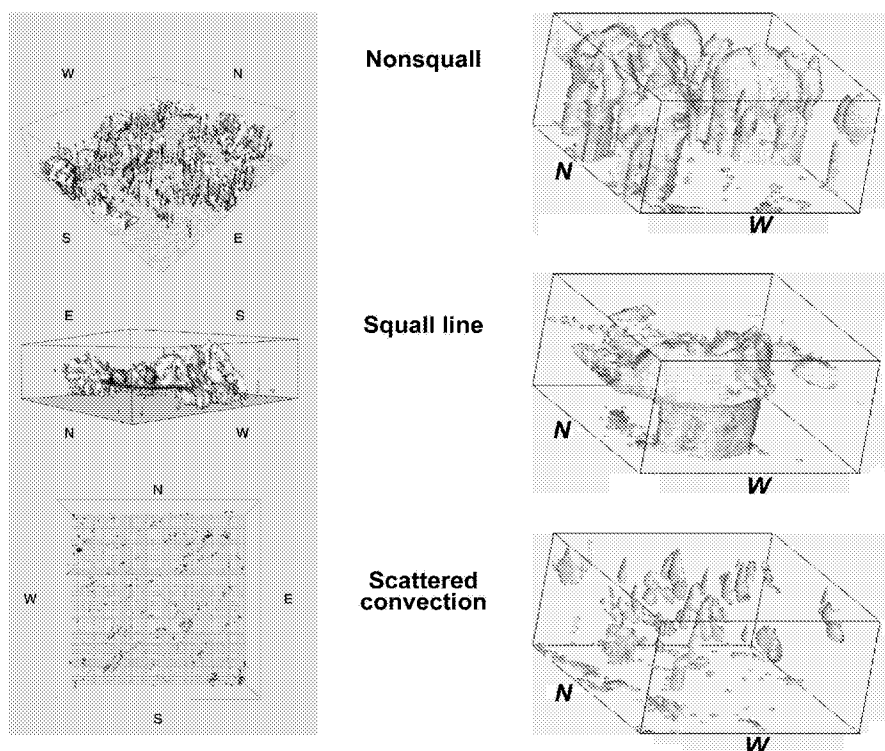 W N
Nonsquall
S E
N
W
E S
Squall line
N W
N
W
N
W E
Scattered
convection
S
N
W